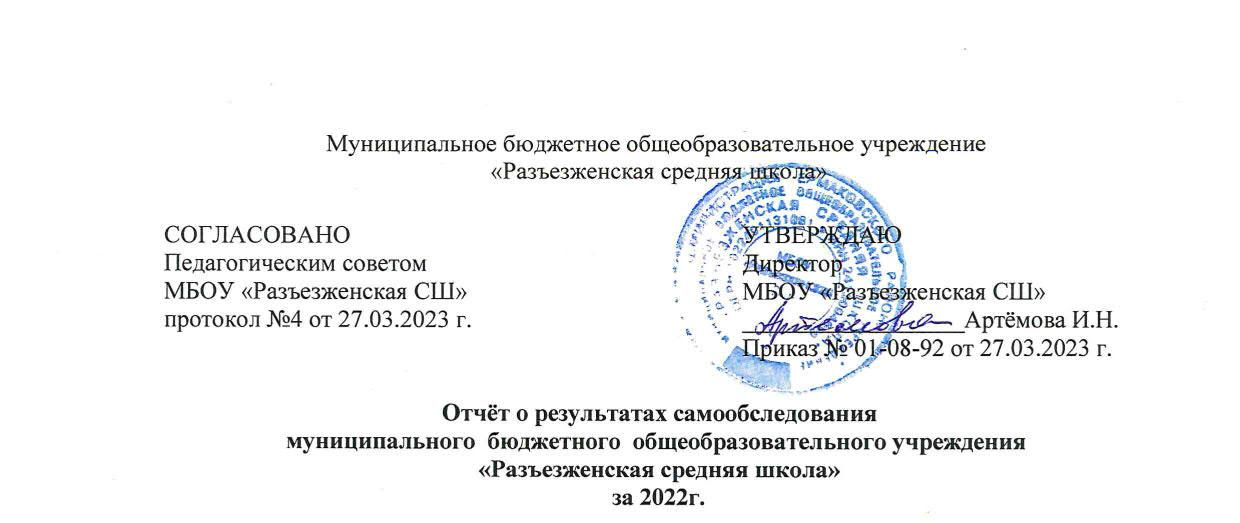 Муниципальное бюджетное общеобразовательное учреждение
«Разъезженская средняя школа»
СОГЛАСОВАНО
Педагогическим советом
МБОУ «Разъезженская СШ»
протокол №4 от 27.03.2023 г.
УТВЕРЖДАЮ
Директор
МБОУ «Разъезженская СШ»
Артёмова И.Н.
Приказ № 01-08-92 от 27.03.2023 г.
Отчёт о результатах самообследования
муниципального бюджетного общеобразовательного учреждения
«Разъезженская средняя школа»
за 2022г.